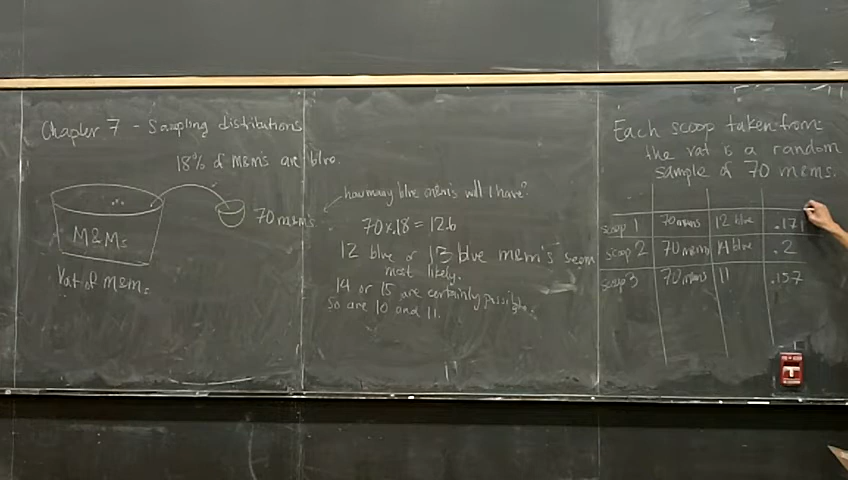 Chapter 7 - Sampling distributions
18% of M&M's are blue.
70 m&m's
M&Ms
Vat of m&ms
how many blue m&m's will I have?
70 x .18 = 12.6
12 blue or 13 blue m&m's seem
most likely.
14 or 15 are certainly possible.
So are 10 and 11.
Each scoop taken from
the vat is a random
sample of 70 m&ms.
scoop 1 70 m&ms 12 blue .171
scoop 2 70 m&ms 14 blue .2
scoop 3 70 m&ms 11 .157
T